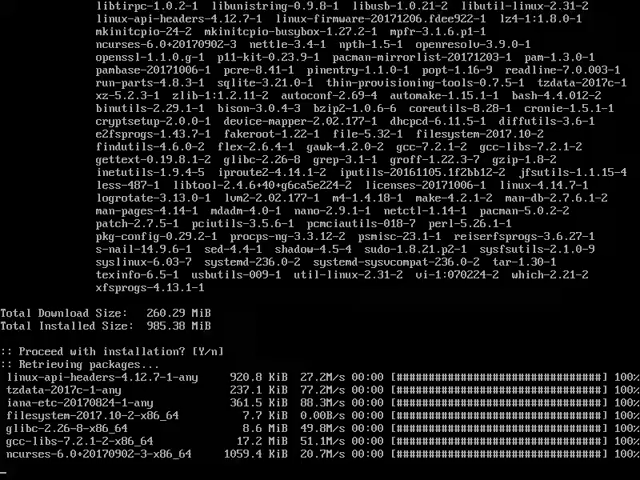 libtirpc-1.0.2-1 libunistring-0.9.8-1 libusb-1.0.21-2 libutil-linux-2.31-2
linux-api-headers-4.12.7-1 linux-firmware-20171206.fdee922-1 lz4-1:1.8.0-1
mkinitcpio-24-2 mkinitcpio-busybox-1.27.2-1 mpfr-3.1.6.p1-1
ncurses-6.0+20170902-3 nettle-3.4-1 npth-1.5-1 openresolv-3.9.0-1
openssl-1.1.0.g-1 p11-kit-0.23.9-1 pacman-mirrorlist-20171203-1 pam-1.3.0-1
pambase-20171006-1 pcre-8.41-1 pinentry-1.1.0-1 popt-1.16-9 readline-7.0.003-1
run-parts-4.8.3-1 sqlite-3.21.0-1 thin-provisioning-tools-0.7.5-1 tzdata-2017c-1
xz-5.2.3-1 zlib-1:1.2.11-2 autoconf-2.69-4 automake-1.15.1-1 bash-4.4.012-2
binutils-2.29.1-1 bison-3.0.4-3 bzip2-1.0.6-6 coreutils-8.28-1 cronie-1.5.1-1
cryptsetup-2.0.0-1 device-mapper-2.02.177-1 dhcpcd-6.11.5-1 diffutils-3.6-1
e2fsprogs-1.43.7-1 fakeroot-1.22-1 file-5.32-1 filesystem-2017.10-2
findutils-4.6.0-2 flex-2.6.4-1 gawk-4.2.0-2 gcc-7.2.1-2 gcc-libs-7.2.1-2
gettext-0.19.8.1-2 glibc-2.26-8 grep-3.1-1 groff-1.22.3-7 gzip-1.8-2
inetutils-1.9.4-5 iproute2-4.14.1-2 iputils-20161105.1f2bb12-2 jfsutils-1.1.15-4
less-487-1 libtool-2.4.6+40+g6ca5e224-2 licenses-20171006-1 linux-4.14.7-1
logrotate-3.13.0-1 lvm2-2.02.177-1 m4-1.4.18-1 make-4.2.1-2 man-db-2.7.6.1-2
man-pages-4.14-1 mdadm-4.0-1 nano-2.9.1-1 netctl-1.14-1 pacman-5.0.2-2
patch-2.7.5-1 pciutils-3.5.6-1 pcmciautils-018-7 perl-5.26.1-1
pkg-config-0.29.2-1 procps-ng-3.3.12-2 psmisc-23.1-1 reiserfsprogs-3.6.27-1
s-nail-14.9.6-1 sed-4.4-1 shadow-4.5-4 sudo-1.8.21.p2-1 sysfsutils-2.1.0-9
syslinux-6.03-7 systemd-236.0-2 systemd-sysvcompat-236.0-2 tar-1.30-1
texinfo-6.5-1 usbutils-009-1 util-linux-2.31-2 vi-1:070224-2 which-2.21-2
xfsprogs-4.13.1-1
Total Download Size: 260.29 MiB
Total Installed Size: 985.38 MiB
:: Proceed with installation? [Y/n]
:: Retrieving packages...
linux-api-headers-4.12.7-1-any 920.8 KiB 27.2M/s 00:00 [##################################] 100%
tzdata-2017c-1-any 237.1 KiB 77.2M/s 00:00 [##################################] 100%
iana-etc-20170824-1-any 361.5 KiB 88.3M/s 00:00 [##################################] 100%
filesystem-2017.10-2-x86_64 7.7 KiB 0.00B/s 00:00 [##################################] 100%
glibc-2.26-8-x86_64 8.6 MiB 49.8M/s 00:00 [##################################] 100%
gcc-libs-7.2.1-2-x86_64 17.2 MiB 51.1M/s 00:00 [##################################] 100%
ncurses-6.0+20170902-3-x86_64 1059.4 KiB 20.7M/s 00:00 [##################################] 100%